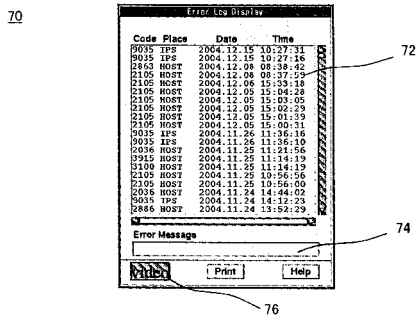 70
Error Log Display
Code Place Date Time
9035 IPS 2004.12.15 10:27:31
9035 IPS 2004.12.15 10:27:16
2863 HOST 2004.12.08 08:38:42
2105 HOST 2004.12.08 08:37:59
2105 HOST 2004.12.06 15:33:18
2105 HOST 2004.12.05 15:04:28
2105 HOST 2004.12.05 15:03:05
2105 HOST 2004.12.05 15:02:29
2105 HOST 2004.12.05 15:01:39
2105 HOST 2004.12.05 15:00:31
9035 IPS 2004.11.26 11:36:16
9035 IPS 2004.11.26 11:36:10
2036 HOST 2004.11.25 11:21:56
3915 HOST 2004.11.25 11:14:19
3100 HOST 2004.11.25 11:14:19
2105 HOST 2004.11.25 10:56:56
2105 HOST 2004.11.25 10:56:00
2036 HOST 2004.11.24 14:44:02
9035 IPS 2004.11.24 14:12:23
2886 HOST 2004.11.24 13:52:29
72
Error Message
74
Video Print Help
76